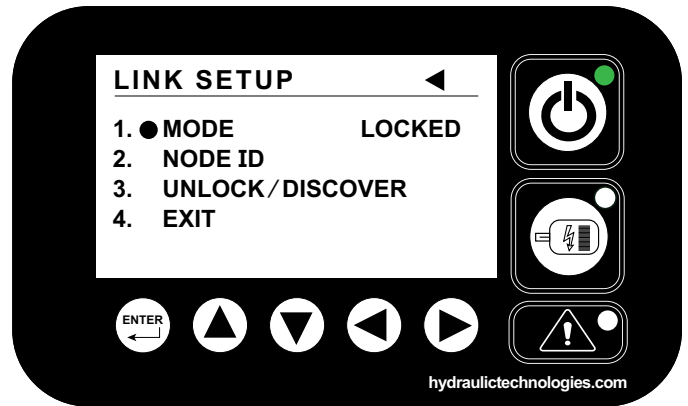 LINK SETUP
1. MODE LOCKED
2. NODE ID
3. UNLOCK/DISCOVER
4. EXIT
ENTER
hydraulictechnologies.com